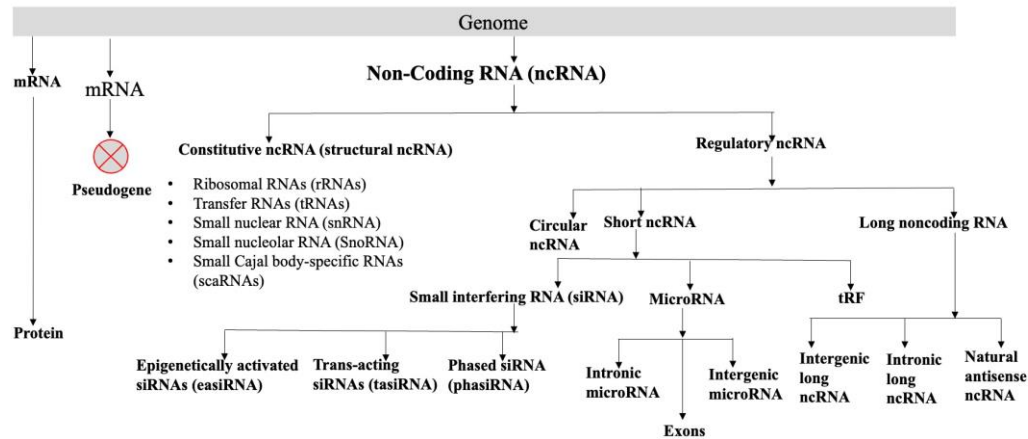 Genome
mRNA
mRNA
Non-Coding RNA (ncRNA)
Pseudogene
Protein
Constitutive ncRNA (structural ncRNA)
• Ribosomal RNAs (rRNAs)
• Transfer RNAs (tRNAs)
• Small nuclear RNA (snRNA)
• Small nucleolar RNA (SnoRNA)
• Small Cajal body-specific RNAs
(scaRNAs)
Regulatory ncRNA
Circular
ncRNA
Short ncRNA
Long noncoding RNA
Small interfering RNA (siRNA)
MicroRNA
tRF
Epigenetically activated
siRNAs (easiRNA)
Trans-acting
siRNAs (tasiRNA)
Phased siRNA
(phasiRNA)
Intronic
microRNA
Exons
Intergenic
microRNA
Intergenic
long
ncRNA
Intronic
long
ncRNA
Natural
antisense
ncRNA